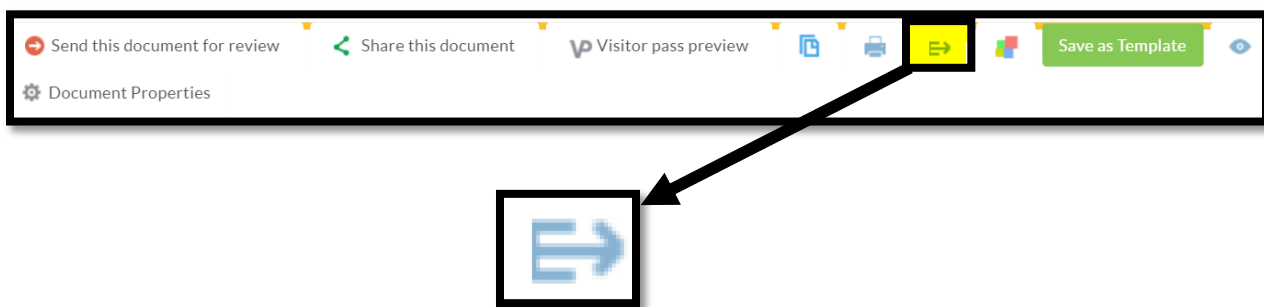 Send this document for review
Share this document
VP Visitor pass preview
Save as Template
Document Properties